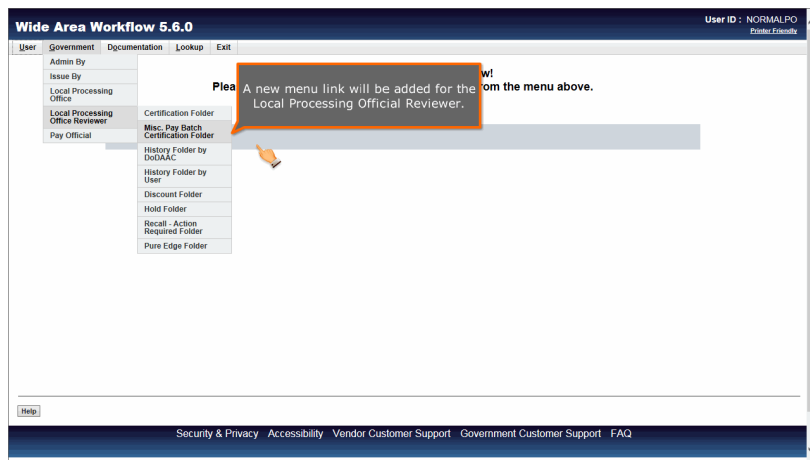 Wide Area Workflow 5.6.0
User ID : NORMALPO
Printer Friendly
User Government Documentation Lookup Exit
Admin By
Issue By
Local Processing
Office
Local Processing
Office Reviewer
Pay Official
Certification Folder
Misc. Pay Batch
Certification Folder
History Folder by
DoDAAC
History Folder by
User
Discount Folder
Hold Folder
Recall - Action
Required Folder
Pure Edge Folder
w!
Plea
om the menu above.
A new menu link will be added for the
Local Processing Official Reviewer.
Help
Security & Privacy Accessibility Vendor Customer Support Government Customer Support FAQ